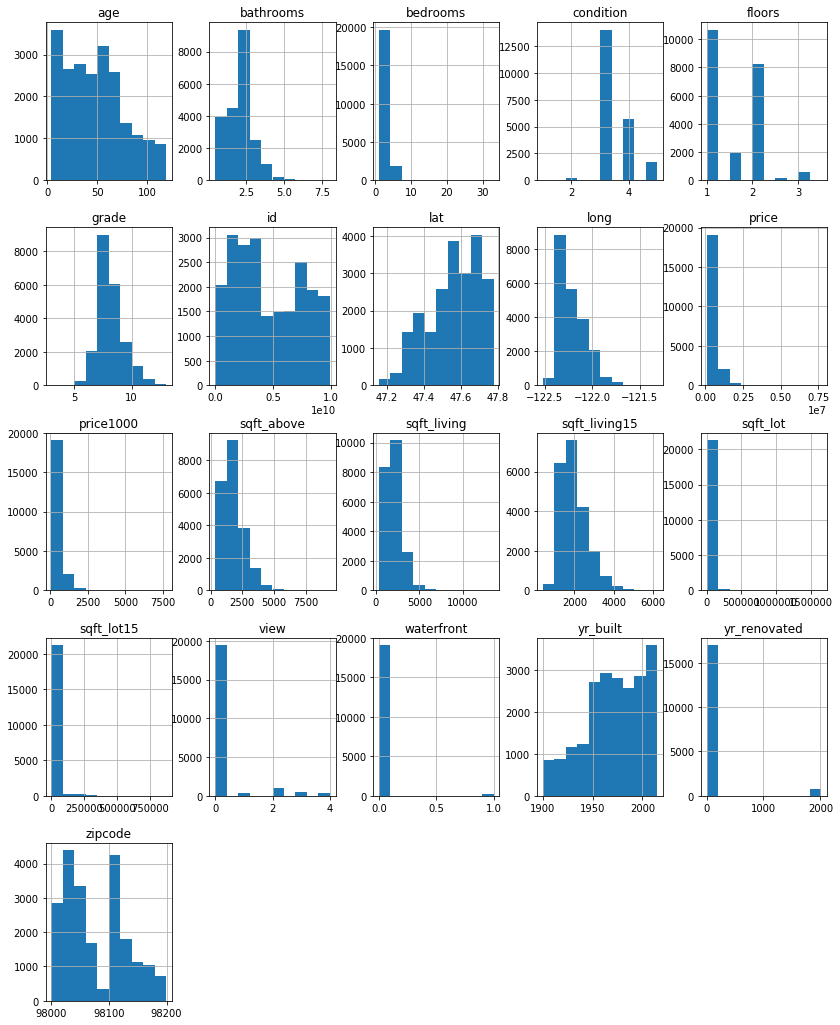 age bathrooms bedrooms condition floors
3000 2000 1000 0
0 50 100
8000 6000 4000 2000 0
2.5 5.0 7.5
20000 15000 10000 5000 0
0 10 20 30
12500 10000 7500 5000 2500 0
2 4
10000 8000 6000 4000 2000 0
1 2 3
grade id lat long price
8000 6000 4000 2000 0
5 10
3000 2500 2000 1500 1000 500 0
0.0 0.5 1.0
1e10
4000 3000 2000 1000 0
47.2 47.4 47.6 47.8
8000 6000 4000 2000 0
−122.5 −122.0 −121.5
20000 15000 10000 5000 0
0.0 2.5 5.0 7.5
1e7
price1000 sqft_above sqft_living sqft_living15 sqft_lot
20000 15000 10000 5000 0
0 2500 5000 7500
8000 6000 4000 2000 0
0 2500 5000 7500
10000 8000 6000 4000 2000 0
0 5000 10000
6000 4000 2000 0
2000 4000 6000
20000 15000 10000 5000 0
0 500000 1000000 1500000
sqft_lot15 view waterfront yr_built yr_renovated
20000 15000 10000 5000 0
0 250000 500000 750000
20000 15000 10000 5000 0
0 2 4
20000 15000 10000 5000 0
0.0 0.5 1.0
3000 2000 1000 0
1900 1950 2000
15000 10000 5000 0
0 1000 2000
zipcode
4000 3000 2000 1000 0
98000 98100 98200